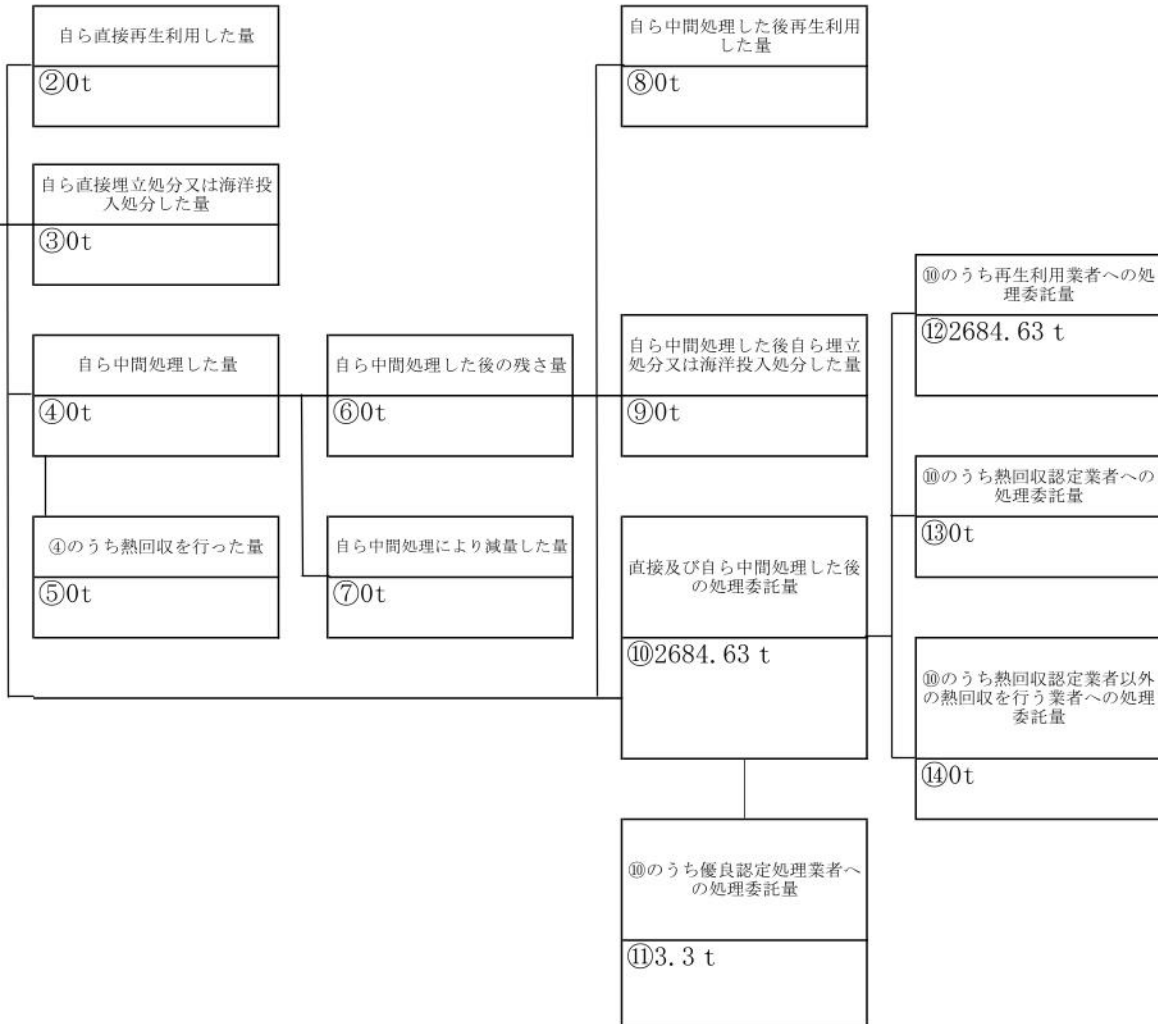 自ら直接再生利用した量
②0t
自ら直接埋立処分又は海洋投
入処分した量
③0t
自ら中間処理した量
④0t
④のうち熱回収を行った量
⑤0t
自ら中間処理した後の残さ量
⑥0t
自ら中間処理により減量した量
⑦0t
自ら中間処理した後再生利用
した量
⑧0t
自ら中間処理した後自ら埋立
処分又は海洋投入処分した量
⑨0t
直接及び自ら中間処理した後
の処理委託量
⑩2684.63 t
⑩のうち優良認定処理業者へ
の処理委託量
⑪3.3 t
⑩のうち再生利用業者への処
理委託量
⑫2684.63 t
⑩のうち熱回収認定業者への
処理委託量
⑬0t
⑩のうち熱回収認定業者以外
の熱回収を行う業者への処理
委託量
⑭0t